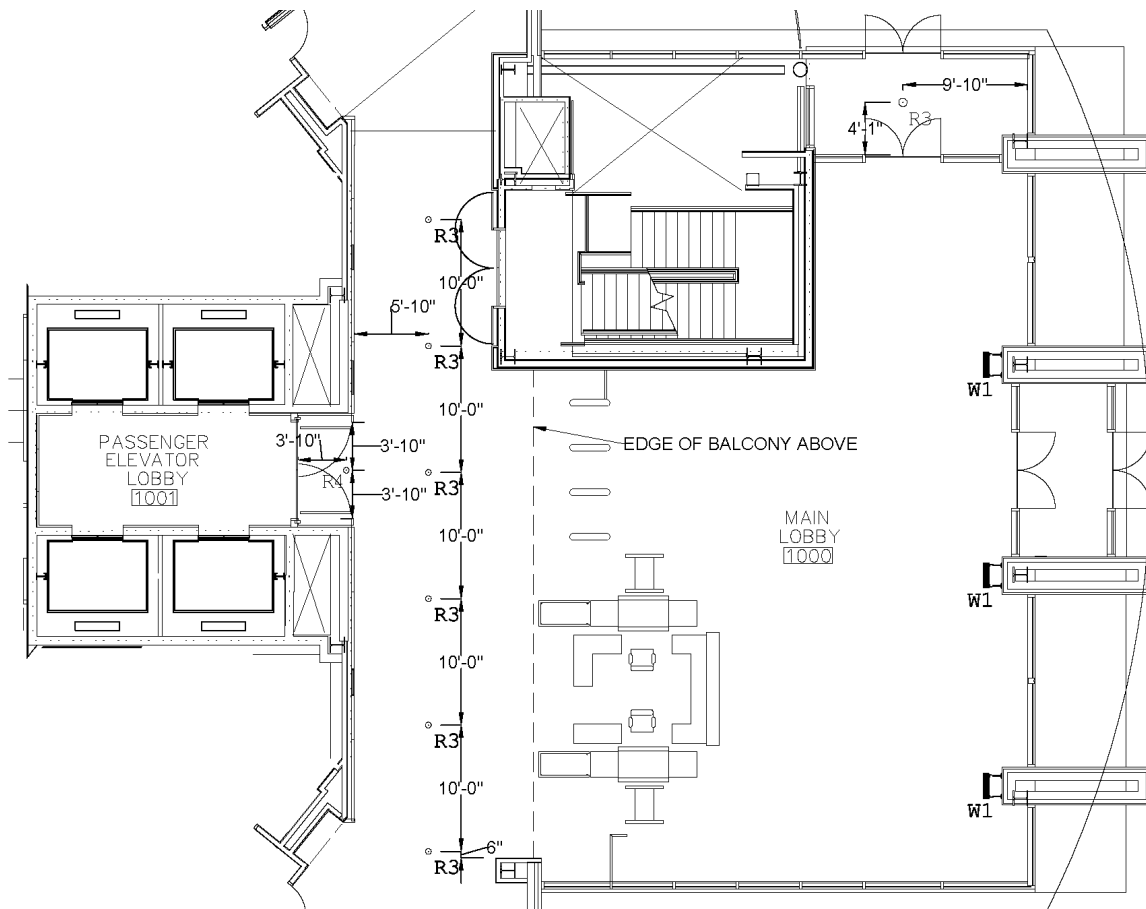 9'-10"
R3
4'-1"
R3
10'-0"
5'-10"
R3
10'-0"
W1
EDGE OF BALCONY ABOVE
PASSENGER
ELEVATOR
LOBBY
1001
3'-10"
3'-10"
R4
3'-10"
R3
10'-0"
MAIN
LOBBY
1000
R3
W1
10'-0"
R3
10'-0"
W1
6"
R3